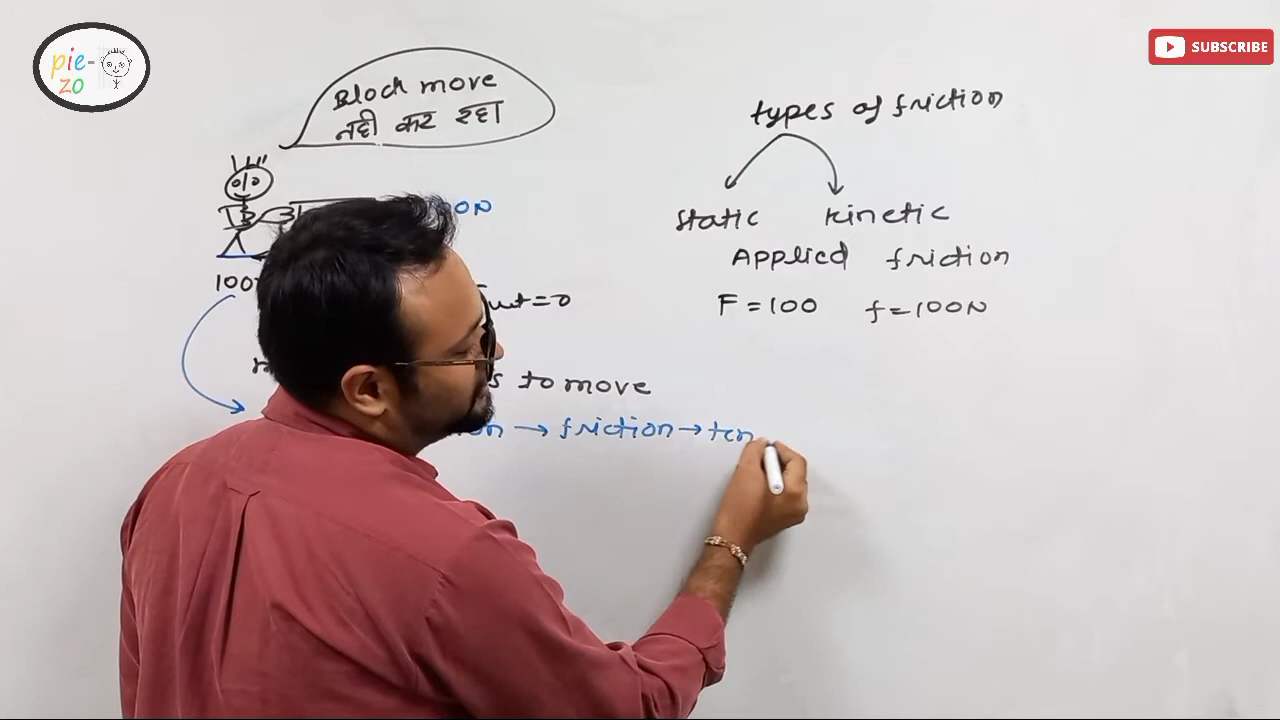 pie-
zo
SUBSCRIBE
Block move
नही कर रहा
types of friction
Static Kinetic
Applied friction
F = 100 f = 100N
100
=0
to move
→ friction → ten